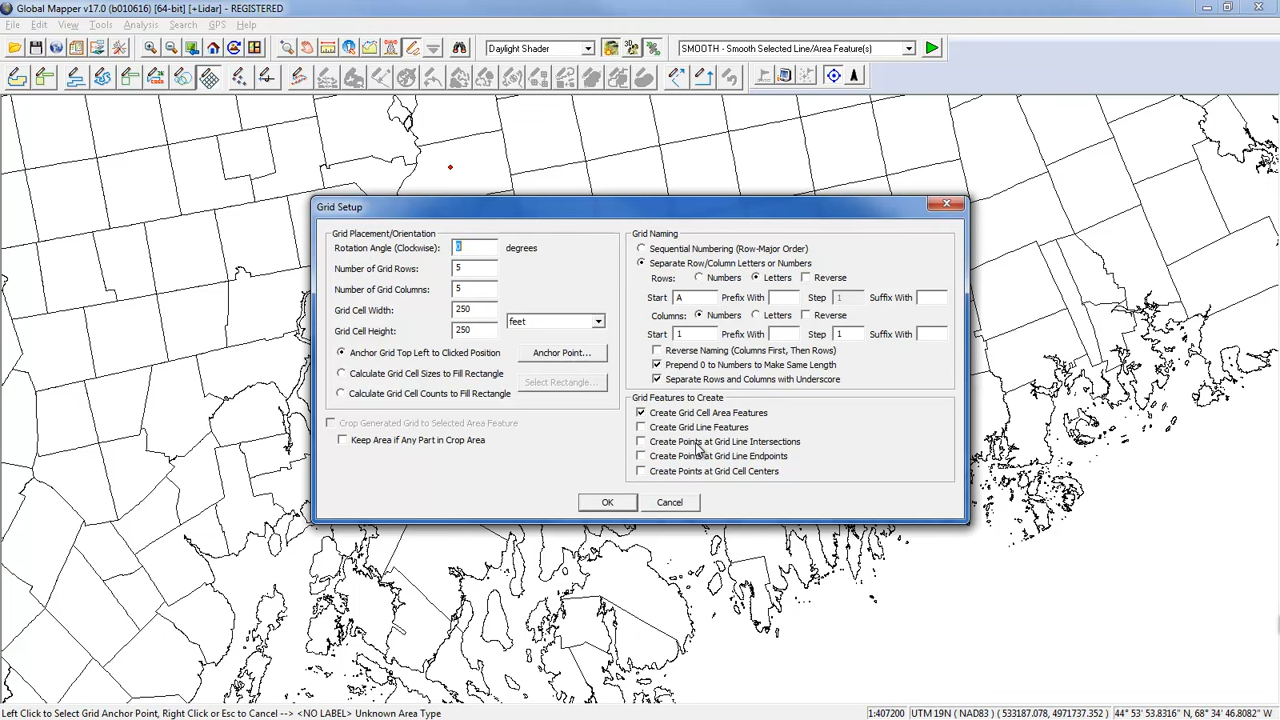 Global Mapper v17.0 (b010616) [64-bit] [+Lidar] - REGISTERED
File Edit View Tools Analysis Search GPS Help
Daylight Shader
SMOOTH - Smooth Selected Line/Area Feature(s)
Grid Setup
Grid Placement/Orientation
Rotation Angle (Clockwise): 0 degrees
Number of Grid Rows: 5
Number of Grid Columns: 5
Grid Cell Width: 250
feet
Grid Cell Height: 250
Anchor Grid Top Left to Clicked Position Anchor Point...
Calculate Grid Cell Sizes to Fill Rectangle Select Rectangle...
Calculate Grid Cell Counts to Fill Rectangle
Crop Generated Grid to Selected Area Feature
Keep Area if Any Part in Crop Area
Grid Naming
Sequential Numbering (Row-Major Order)
Separate Row/Column Letters or Numbers
Rows: Numbers Letters Reverse
Start A Prefix With Step 1 Suffix With
Columns: Numbers Letters Reverse
Start 1 Prefix With Step 1 Suffix With
Reverse Naming (Columns First, Then Rows)
Prepend 0 to Numbers to Make Same Length
Separate Rows and Columns with Underscore
Grid Features to Create
Create Grid Cell Area Features
Create Grid Line Features
Create Points at Grid Line Intersections
Create Points at Grid Line Endpoints
Create Points at Grid Cell Centers
OK Cancel
Left Click to Select Grid Anchor Point, Right Click or Esc to Cancel --> <NO LABEL> Unknown Area Type 1:407200 UTM 19N (NAD83) (533187.078, 4971737.352) 44° 53' 53.8316" N, 68° 34' 46.8082" W